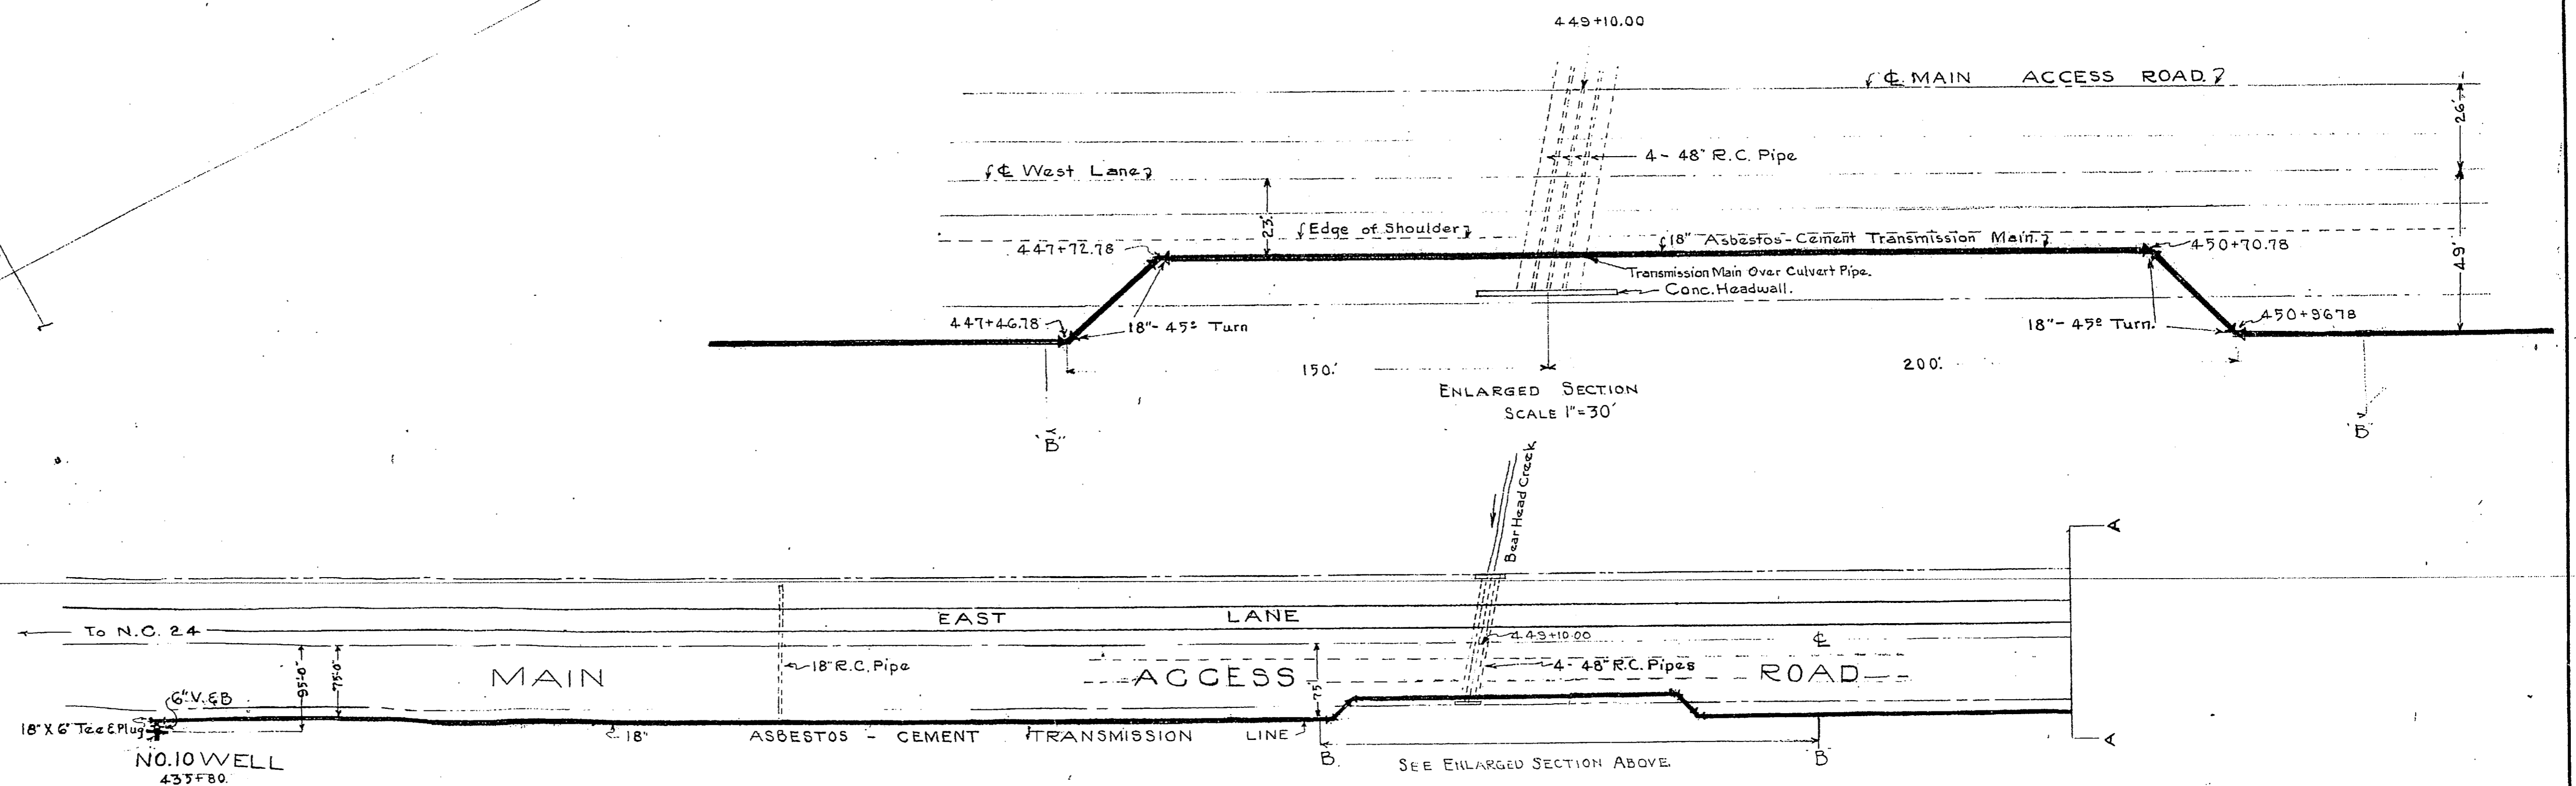 449+10.00
℄ MAIN ACCESS ROAD.
26'
4 - 48" R.C. Pipe
℄ West Lane
23'
Edge of Shoulder
18" Asbestos-Cement Transmission Main.
447+72.78
450+70.78
49'
Transmission Main Over Culvert Pipe.
Conc. Headwall.
447+46.78
18" - 45° Turn
18" - 45° Turn.
450+96.78
150'
200'
ENLARGED SECTION
SCALE 1"=30'
"B"
"B"
Bear Head Creek
A
EAST LANE
To N.C. 24
449+10.00
℄
95'-0"
75'-0"
18" R.C. Pipe
4 - 48" R.C. Pipes
75'
MAIN ACCESS ROAD
6" V. & B
18" X 6" Tee & Plug
18" ASBESTOS - CEMENT TRANSMISSION LINE
A
NO. 10 WELL
435+80.
B.
B
SEE ENLARGED SECTION ABOVE.